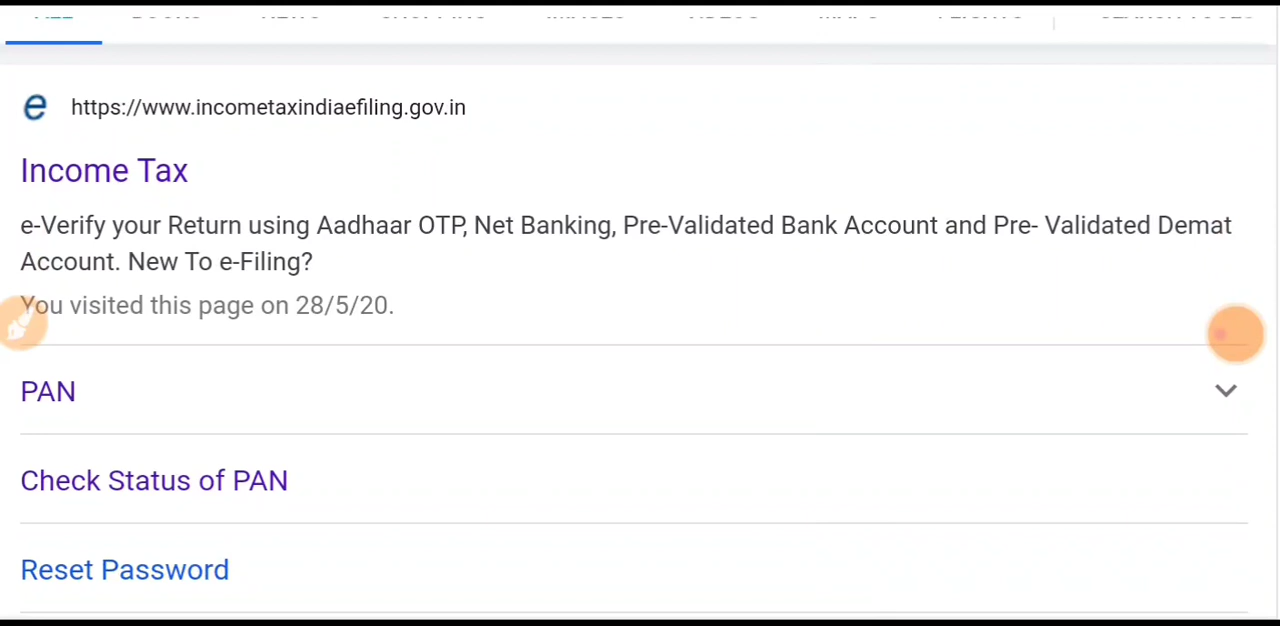 https://www.incometaxindiaefiling.gov.in
Income Tax
e-Verify your Return using Aadhaar OTP, Net Banking, Pre-Validated Bank Account and Pre- Validated Demat
Account. New To e-Filing?
You visited this page on 28/5/20.
PAN
Check Status of PAN
Reset Password